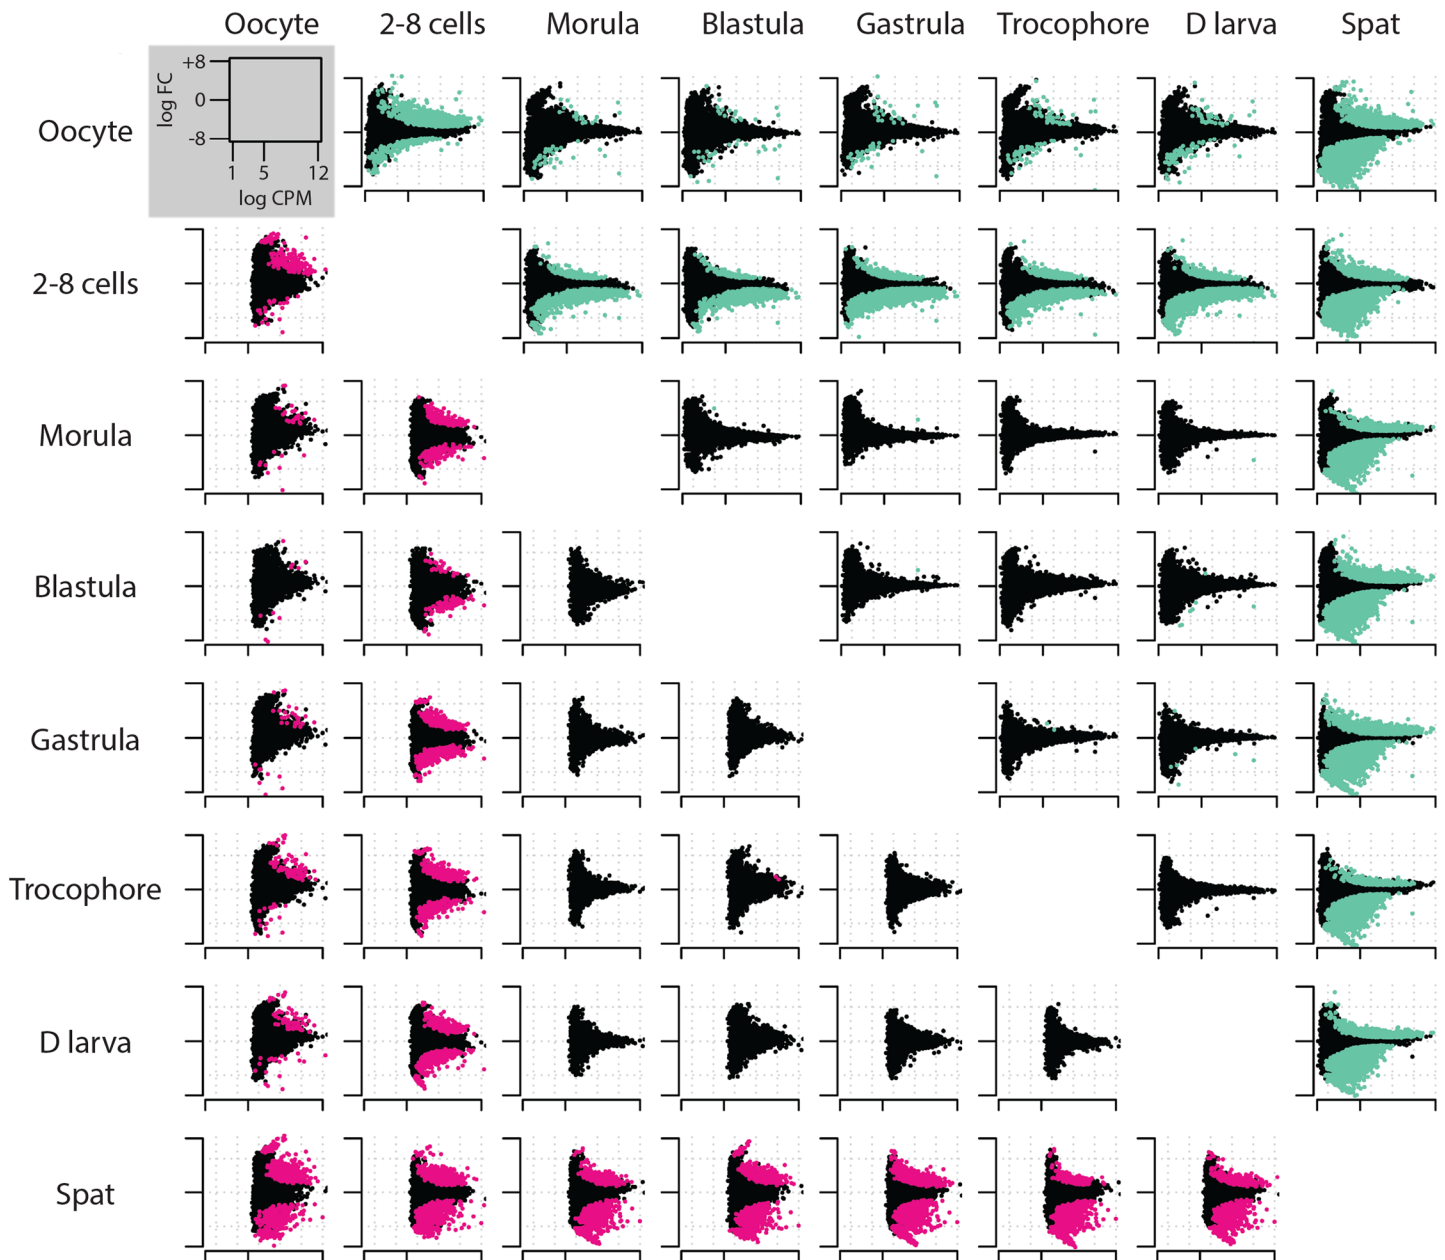 Oocyte 2-8 cells Morula Blastula Gastrula Trocophore D larva Spat
+8
log FC
0
-8
1 5 12
log CPM
Oocyte
2-8 cells
Morula
Blastula
Gastrula
Trocophore
D larva
Spat